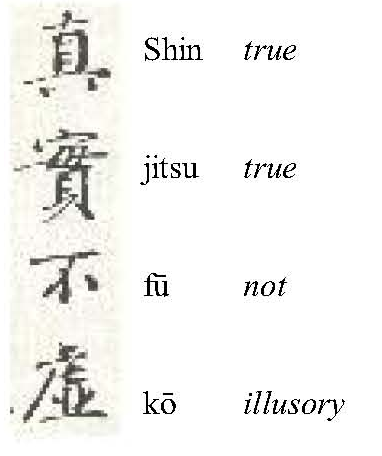 真 Shin true
實 jitsu true
不 fū not
虛 kō illusory